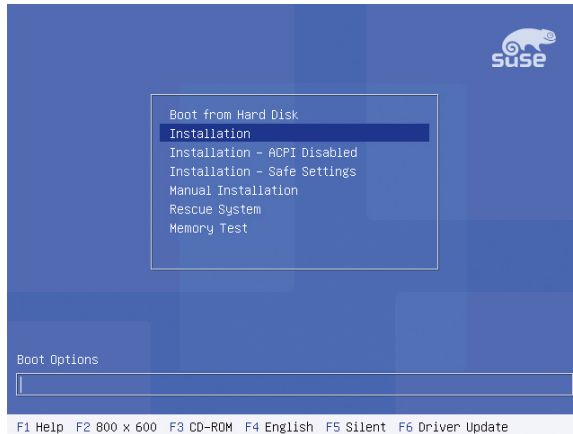 SUSE
Boot from Hard Disk
Installation
Installation - ACPI Disabled
Installation - Safe Settings
Manual Installation
Rescue System
Memory Test
Boot Options
F1 Help F2 800 x 600 F3 CD-ROM F4 English F5 Silent F6 Driver Update